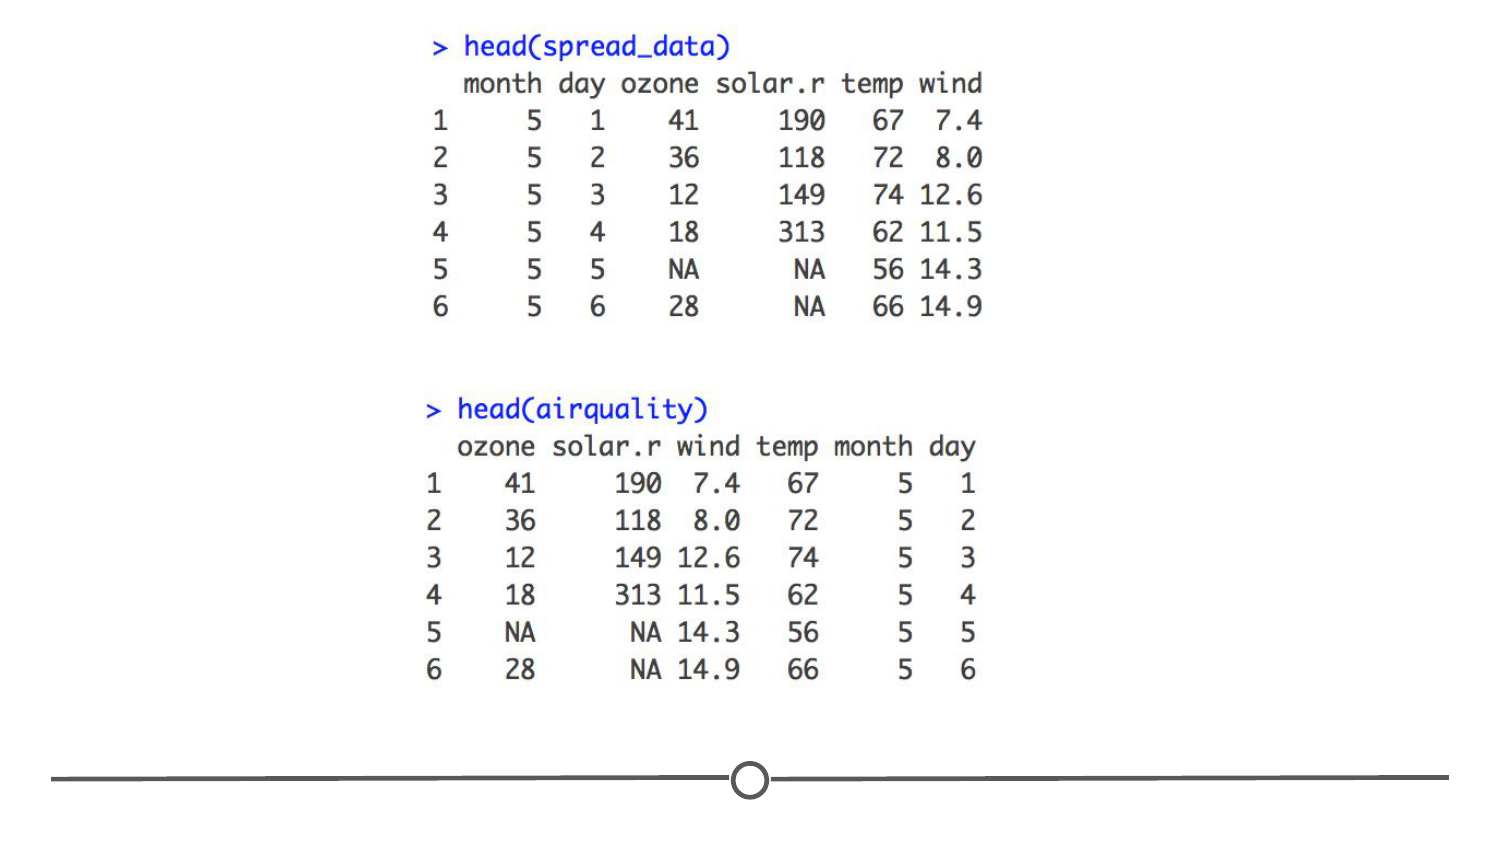 > head(spread_data)
  month day ozone solar.r temp wind
1     5   1    41     190   67  7.4
2     5   2    36     118   72  8.0
3     5   3    12     149   74 12.6
4     5   4    18     313   62 11.5
5     5   5    NA      NA   56 14.3
6     5   6    28      NA   66 14.9
> head(airquality)
  ozone solar.r wind temp month day
1    41     190  7.4   67     5   1
2    36     118  8.0   72     5   2
3    12     149 12.6   74     5   3
4    18     313 11.5   62     5   4
5    NA      NA 14.3   56     5   5
6    28      NA 14.9   66     5   6